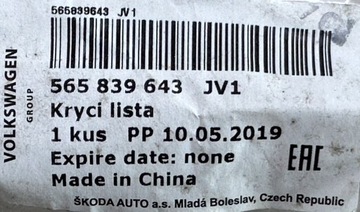 565839643 JV1
VOLKSWAGEN
GROUP
565 839 643 JV1
Kryci lista
1 kus PP 10.05.2019
Expire date: none
Made in China
EAC
ŠKODA AUTO a.s. Mladá Boleslav, Czech Republic